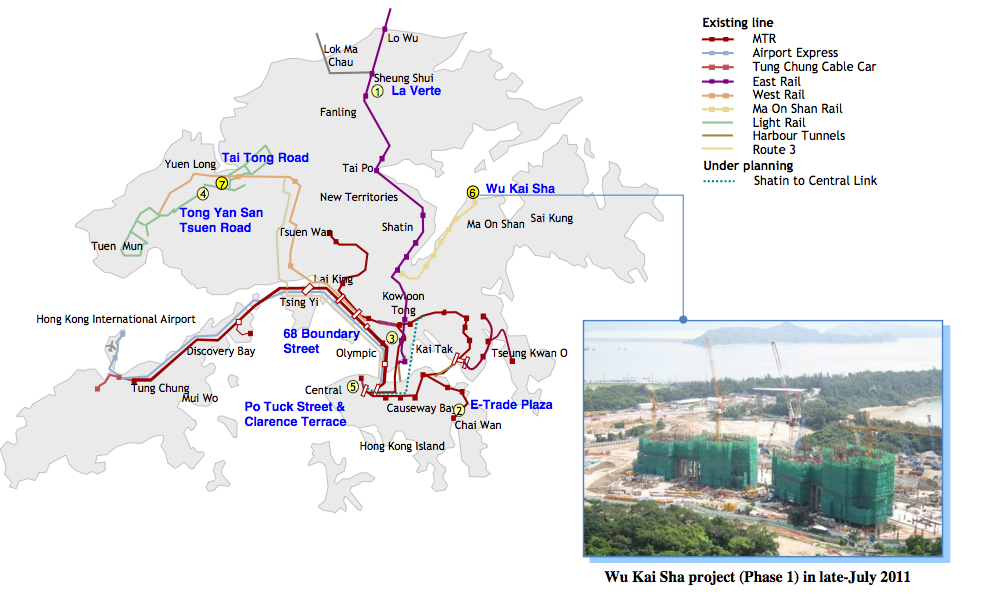 Lo Wu
Lok Ma
Chau
Sheung Shui
1
La Verte
Fanling
Tai Tong Road
Yuen Long
Tai Po
7
4
6
Wu Kai Sha
New Territories
Tong Yan San
Tsuen Road
Sai Kung
Ma On Shan
Shatin
Tsuen Wan
Tuen Mun
Lai King
Tsing Yi
Kowloon
Tong
Hong Kong International Airport
68 Boundary
Street
3
Discovery Bay
Olympic
Kai Tak
Tseung Kwan O
Tung Chung
Mui Wo
Central
5
Po Tuck Street &
Clarence Terrace
Causeway Bay
2
E-Trade Plaza
Chai Wan
Hong Kong Island
Existing line
MTR
Airport Express
Tung Chung Cable Car
East Rail
West Rail
Ma On Shan Rail
Light Rail
Harbour Tunnels
Route 3
Under planning
Shatin to Central Link
Wu Kai Sha project (Phase 1) in late-July 2011